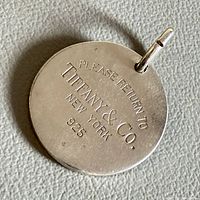 PLEASE RETURN TO
TIFFANY & CO.
NEW YORK
925